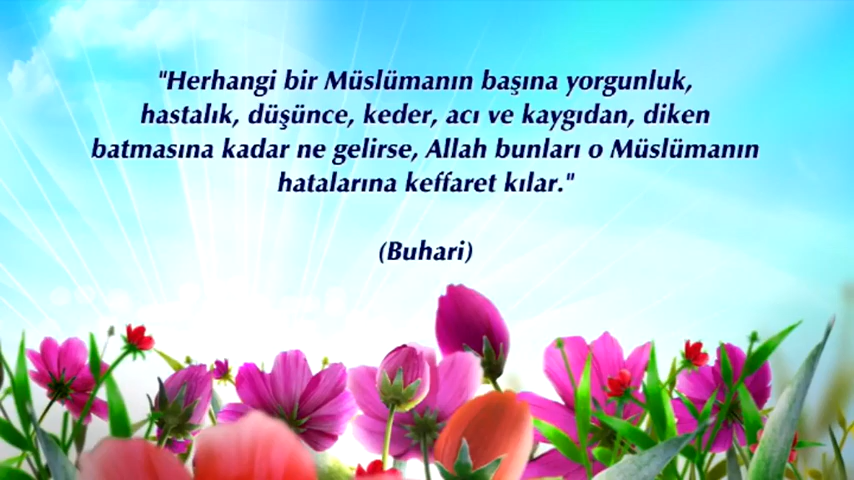 "Herhangi bir Müslümanın başına yorgunluk,
hastalık, düşünce, keder, acı ve kaygıdan, diken
batmasına kadar ne gelirse, Allah bunları o Müslümanın
hatalarına keffaret kılar."
(Buhari)